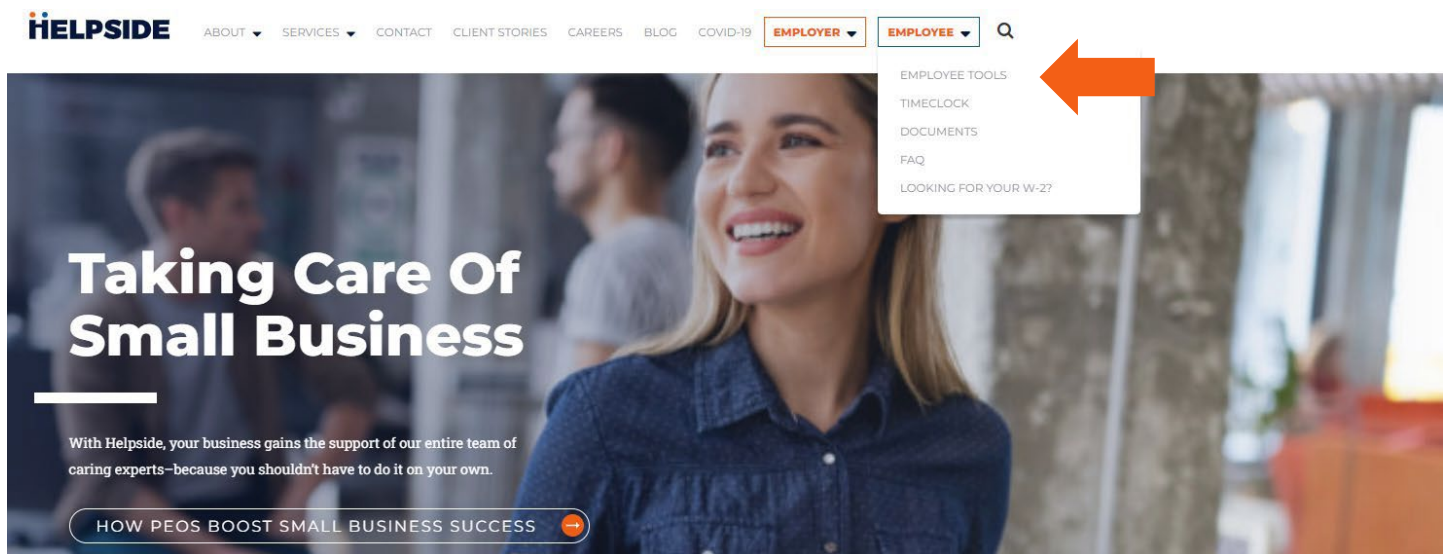 HELPSIDE ABOUT SERVICES CONTACT CLIENT STORIES CAREERS BLOG COVID-19 EMPLOYER EMPLOYEE
EMPLOYEE TOOLS
TIMECLOCK
DOCUMENTS
FAQ
LOOKING FOR YOUR W-2?
Taking Care Of
Small Business
With Helpside, your business gains the support of our entire team of
caring experts–because you shouldn't have to do it on your own.
HOW PEOS BOOST SMALL BUSINESS SUCCESS